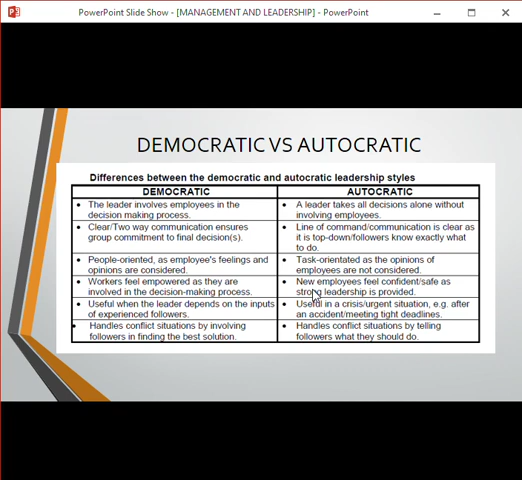 PowerPoint Slide Show - [MANAGEMENT AND LEADERSHIP] - PowerPoint
DEMOCRATIC VS AUTOCRATIC
Differences between the democratic and autocratic leadership styles
DEMOCRATIC
AUTOCRATIC
• The leader involves employees in the
decision making process.
• A leader takes all decisions alone without
involving employees.
• Clear/Two way communication ensures
group commitment to final decision(s).
• Line of command/communication is clear as
it is top-down/followers know exactly what
to do.
• People-oriented, as employee's feelings and
opinions are considered.
• Task-orientated as the opinions of
employees are not considered.
• Workers feel empowered as they are
involved in the decision-making process.
• New employees feel confident/safe as
strong leadership is provided.
• Useful when the leader depends on the inputs
of experienced followers.
• Useful in a crisis/urgent situation, e.g. after
an accident/meeting tight deadlines.
• Handles conflict situations by involving
followers in finding the best solution.
• Handles conflict situations by telling
followers what they should do.